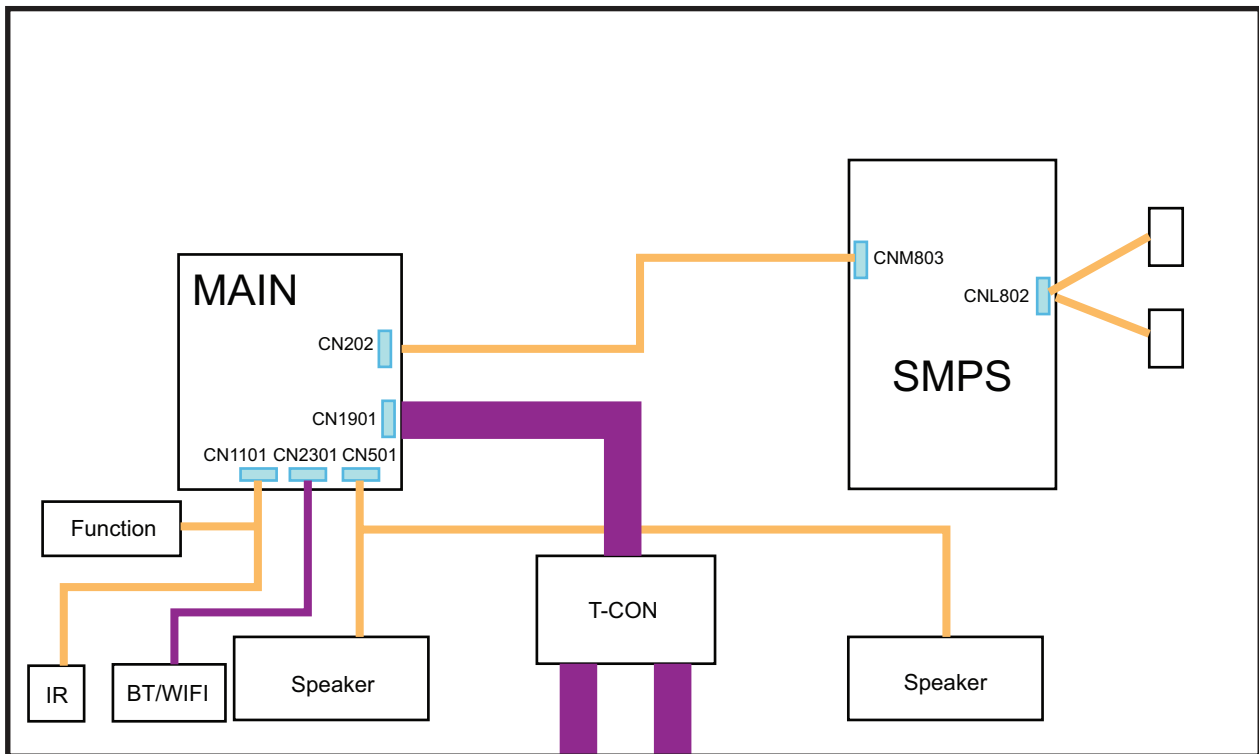 CNM803
MAIN
CNL802
CN202
SMPS
CN1901
CN1101 CN2301 CN501
Function
T-CON
IR
BT/WIFI
Speaker
Speaker